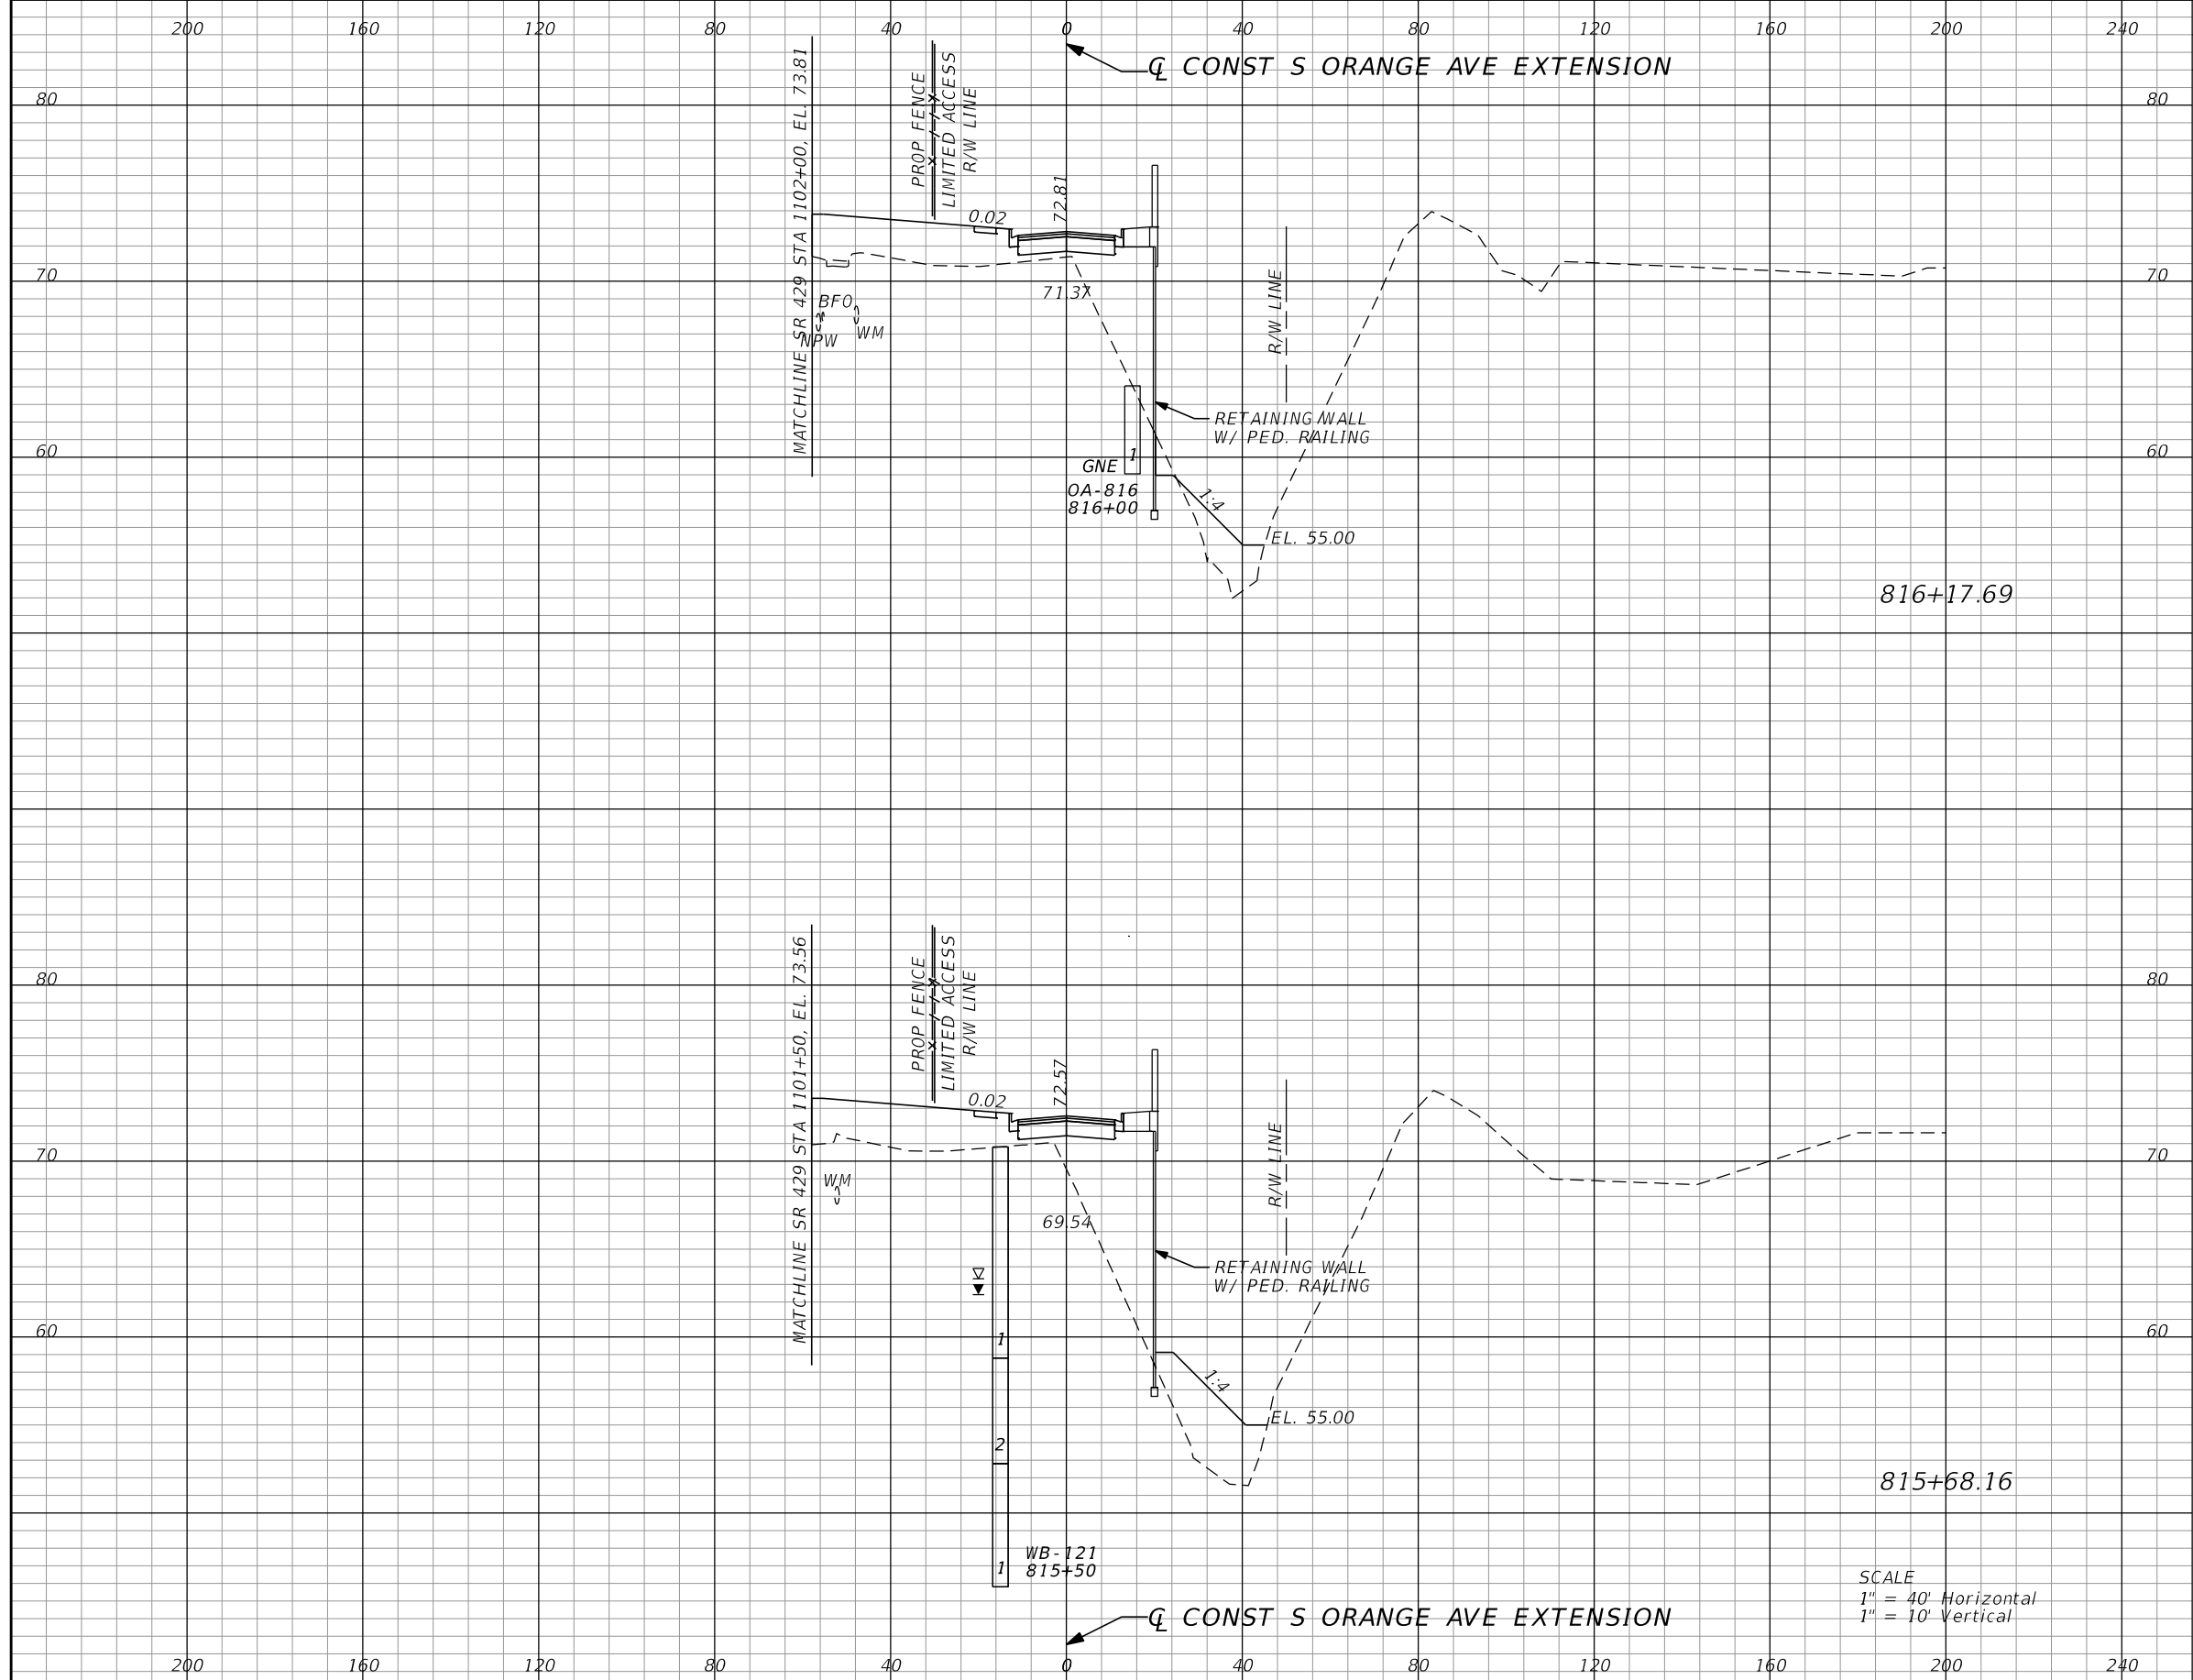 200 160 120 80 40 0 40 80 120 160 200 240
℄ CONST S ORANGE AVE EXTENSION
80 80
MATCHLINE SR 429 STA 1102+00, EL. 73.81
PROP FENCE
LIMITED ACCESS
R/W LINE
72.81
0.02
70 70
71.37
R/W LINE
BFO
NPW
WM
RETAINING WALL
W/ PED. RAILING
60 60
1
GNE
OA-816
816+00
1:4
EL. 55.00
816+17.69
80 80
MATCHLINE SR 429 STA 1101+50, EL. 73.56
PROP FENCE
LIMITED ACCESS
R/W LINE
72.57
0.02
70 70
R/W LINE
WM
69.54
RETAINING WALL
W/ PED. RAILING
60 60
1
1:4
EL. 55.00
2
815+68.16
1
WB-121
815+50
SCALE
1" = 40' Horizontal
1" = 10' Vertical
℄ CONST S ORANGE AVE EXTENSION
200 160 120 80 40 0 40 80 120 160 200 240